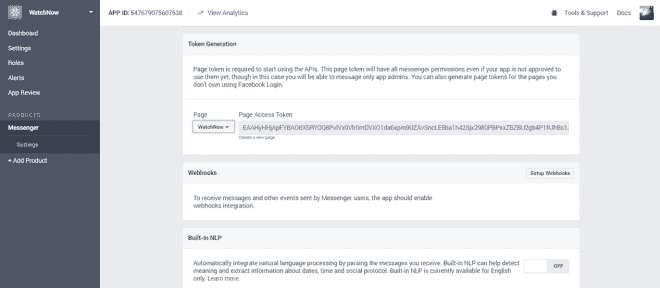 WatchNow
APP ID: 547679075607638
View Analytics
Tools & Support
Docs
Dashboard
Settings
Roles
Alerts
App Review
PRODUCTS
Messenger
Settings
+ Add Product
Token Generation
Page token is required to start using the APIs. This page token will have all messenger permissions even if your app is not approved to
use them yet, though in this case you will be able to message only app admins. You can also generate page tokens for the pages you
don't own using Facebook Login.
Page
Page Access Token
WatchNow
Create a new page
Webhooks
Setup Webhooks
To receive messages and other events sent by Messenger users, the app should enable
webhooks integration.
Built-In NLP
Automatically integrate natural language processing by parsing the messages you receive. Built-in NLP can help detect
meaning and extract information about dates, time and social protocol. Built-in NLP is currently available for English
only. Learn more.
OFF